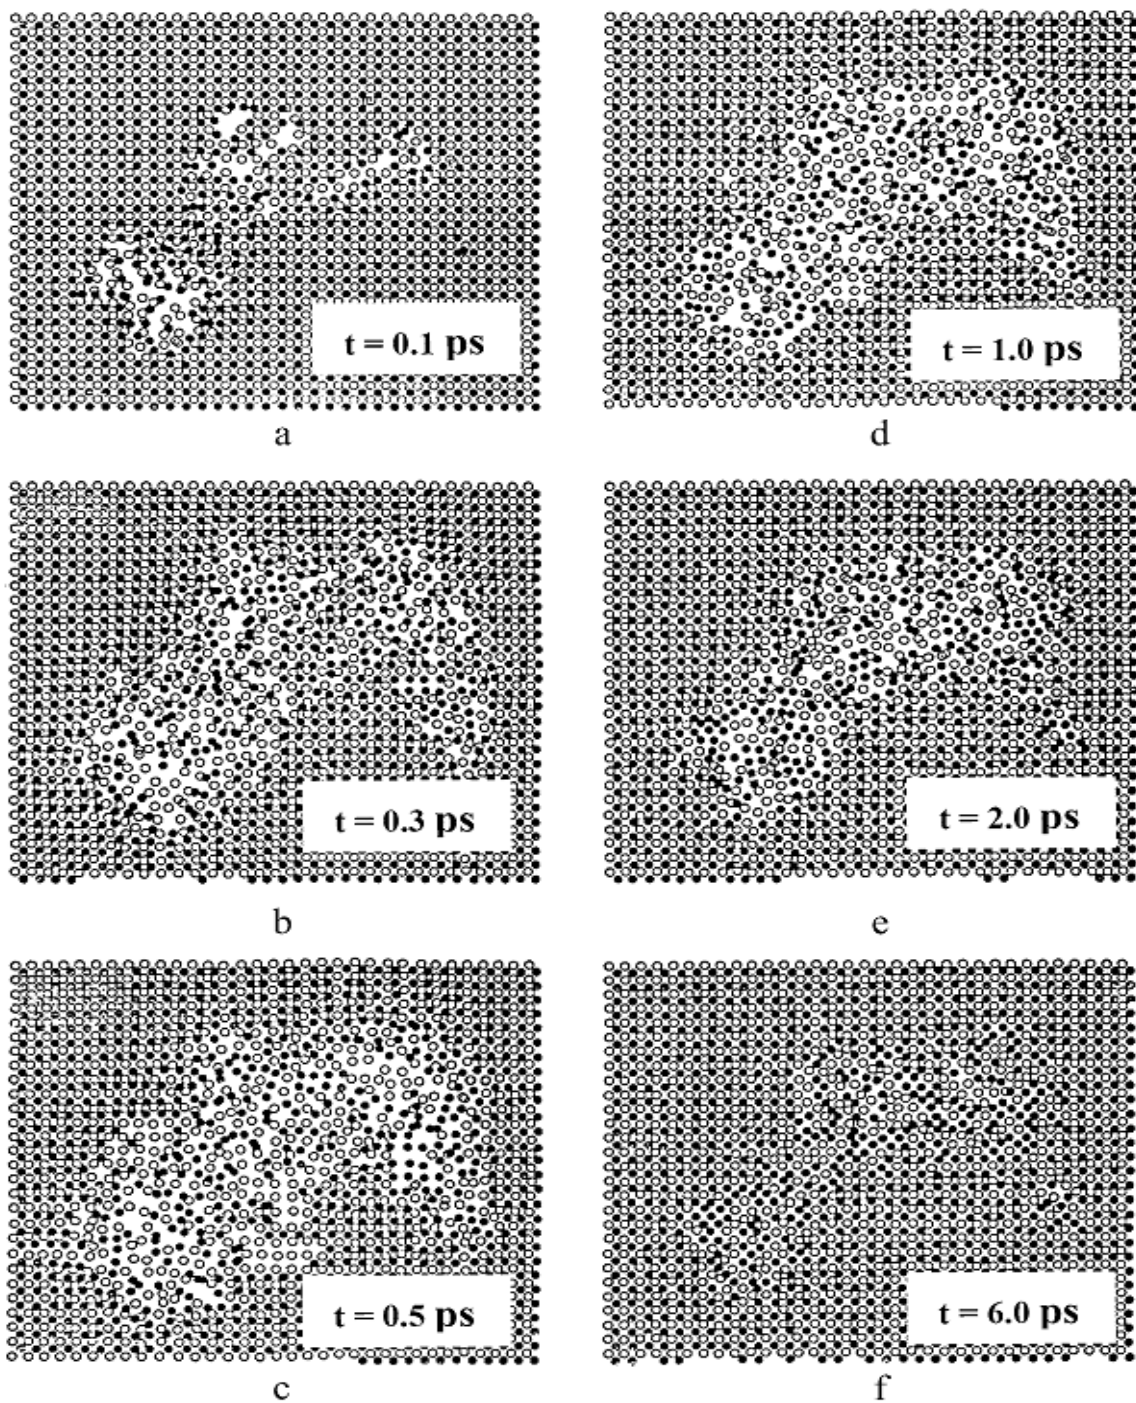 t = 0.1 ps
a
t = 1.0 ps
d
t = 0.3 ps
b
t = 2.0 ps
e
t = 0.5 ps
c
t = 6.0 ps
f